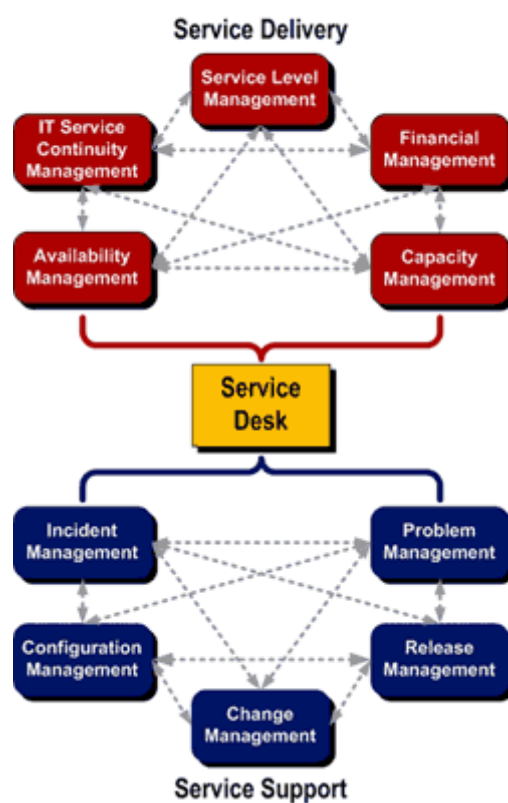 Service Delivery
Service Level
Management
IT Service
Continuity
Management
Financial
Management
Availability
Management
Capacity
Management
Service
Desk
Incident
Management
Problem
Management
Configuration
Management
Release
Management
Change
Management
Service Support